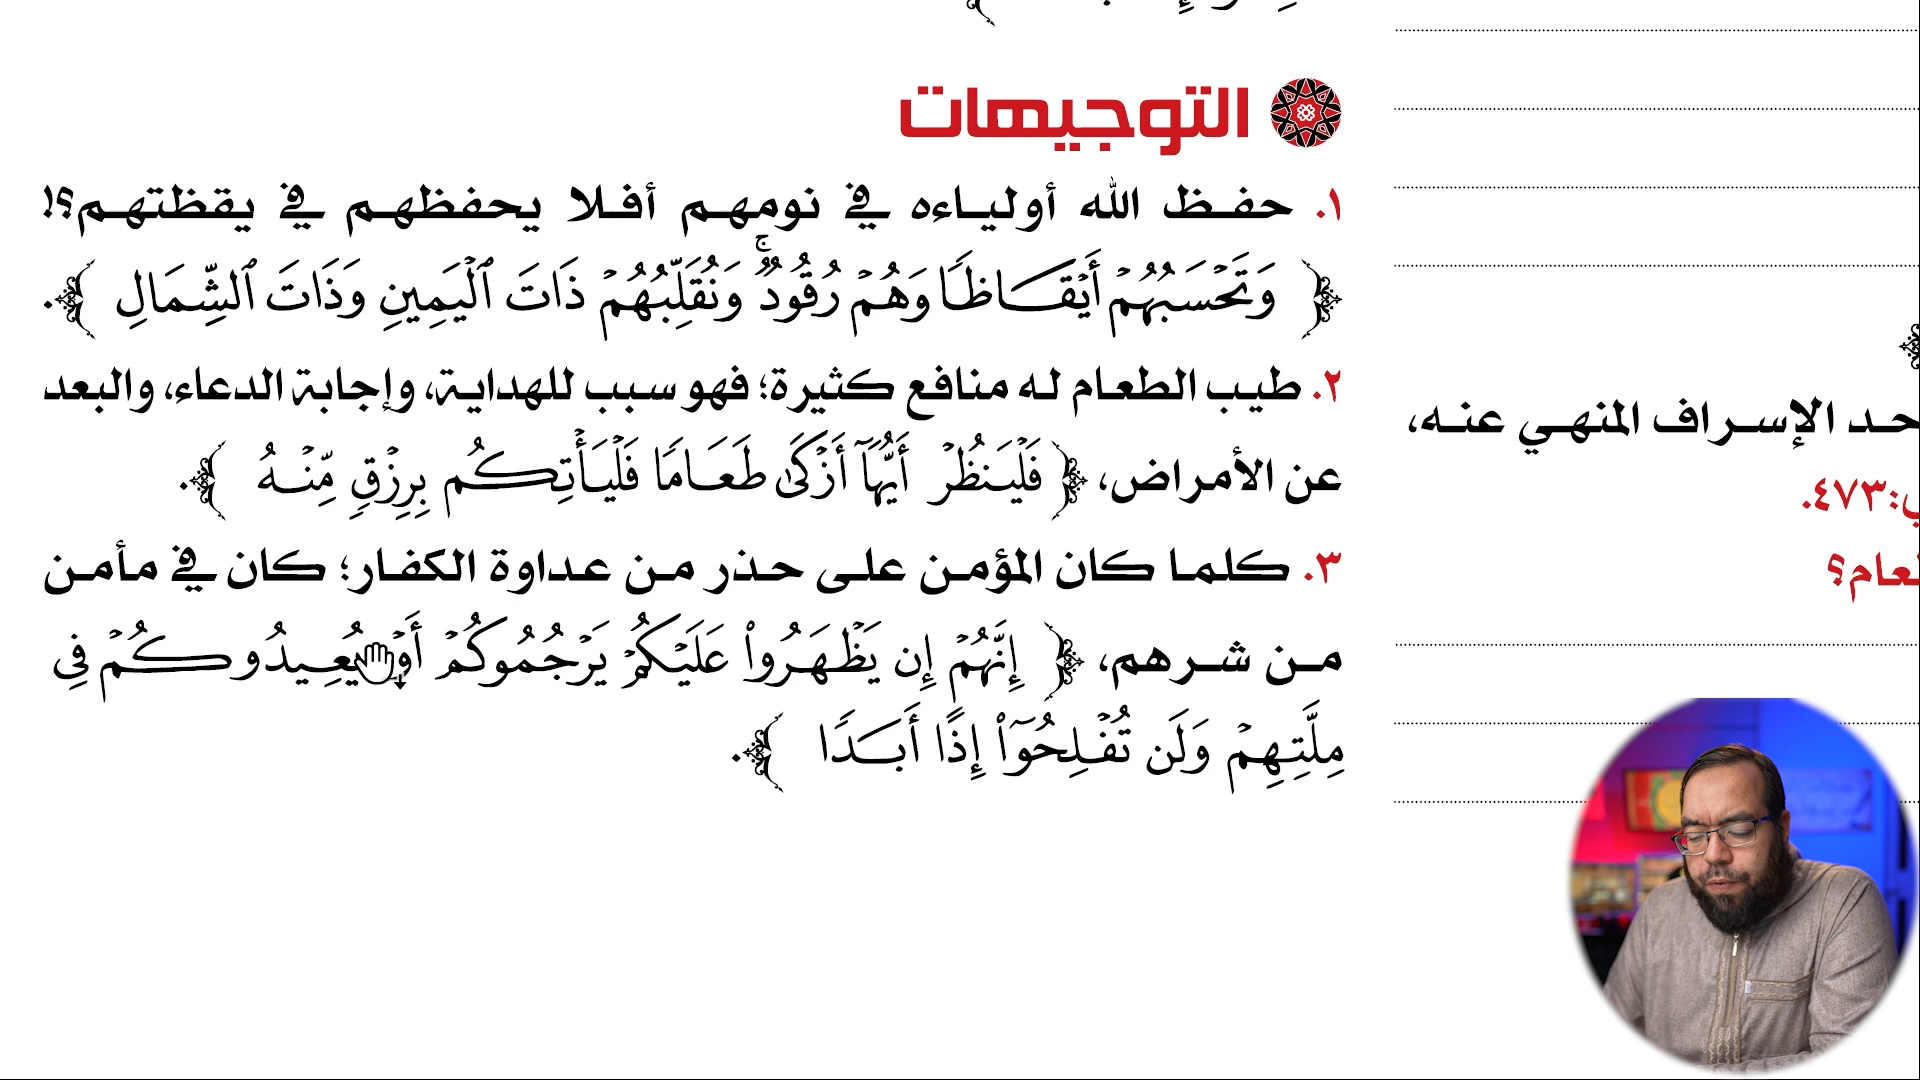 التوجيهات
١. حفظ الله أولياءه في نومهم أفلا يحفظهم في يقظتهم؟!
﴿ وَتَحْسَبُهُمْ أَيْقَاظًا وَهُمْ رُقُودٌ ۚ وَنُقَلِّبُهُمْ ذَاتَ ٱلْيَمِينِ وَذَاتَ ٱلشِّمَالِ ﴾.
٢. طيب الطعام له منافع كثيرة؛ فهو سبب للهداية، وإجابة الدعاء، والبعد
عن الأمراض، ﴿ فَلْيَنظُرْ أَيُّهَآ أَزْكَىٰ طَعَامًا فَلْيَأْتِكُم بِرِزْقٍ مِّنْهُ ﴾.
٣. كلما كان المؤمن على حذر من عداوة الكفار؛ كان في مأمن
من شرهم، ﴿ إِنَّهُمْ إِن يَظْهَرُوا۟ عَلَيْكُمْ يَرْجُمُوكُمْ أَوْ يُعِيدُوكُمْ فِي
مِلَّتِهِمْ وَلَن تُفْلِحُوٓا۟ إِذًا أَبَدًا ﴾.
حد الإسراف المنهي عنه،
:٤٧٣.